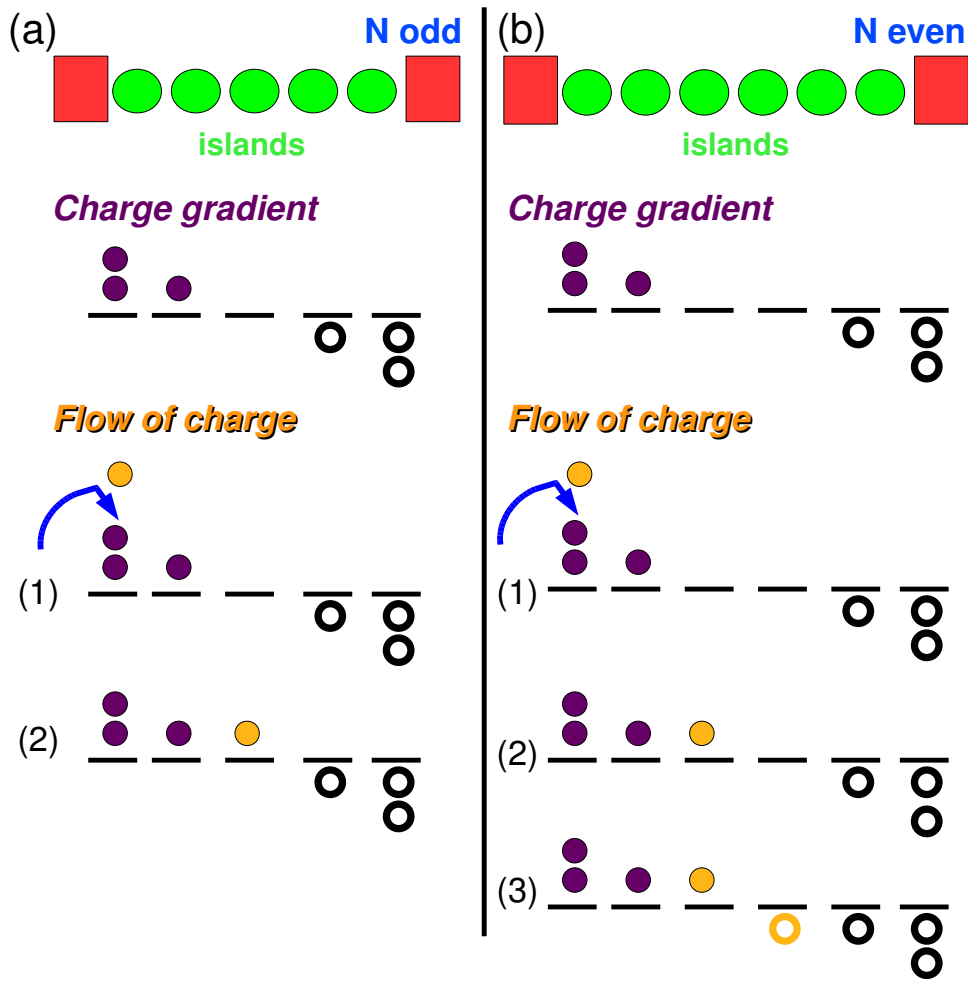 (a)
N odd
islands
Charge gradient
Flow of charge
(1)
(2)
(b)
N even
islands
Charge gradient
Flow of charge
(1)
(2)
(3)